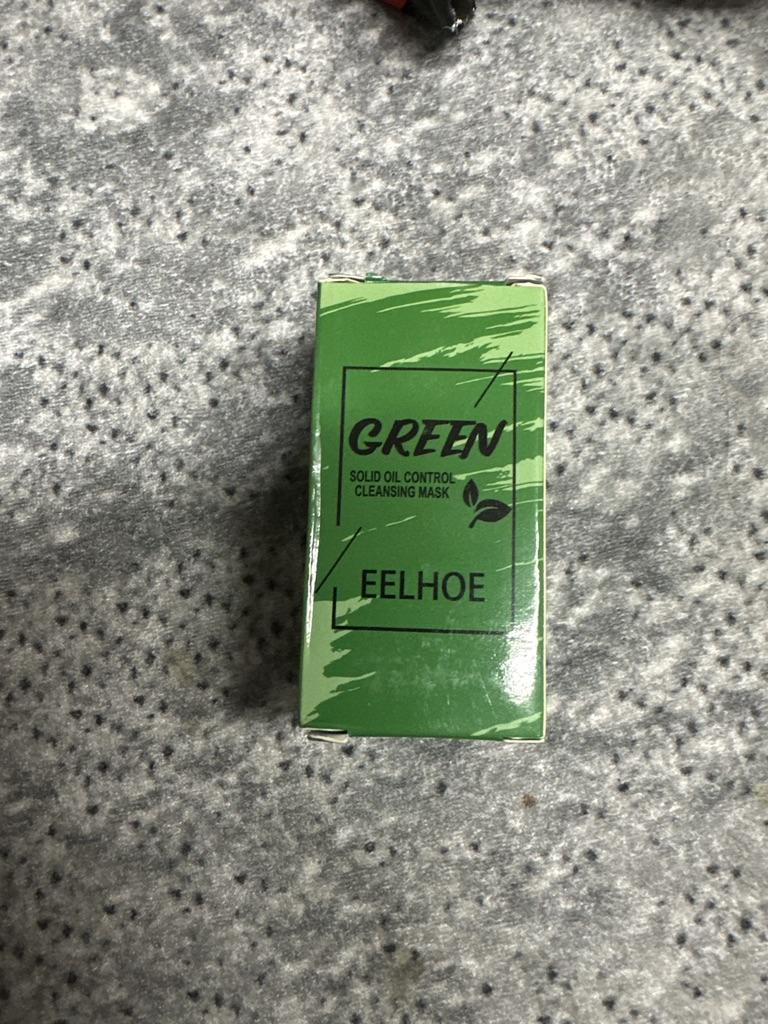 GREEN
SOLID OIL CONTROL
CLEANSING MASK
EELHOE